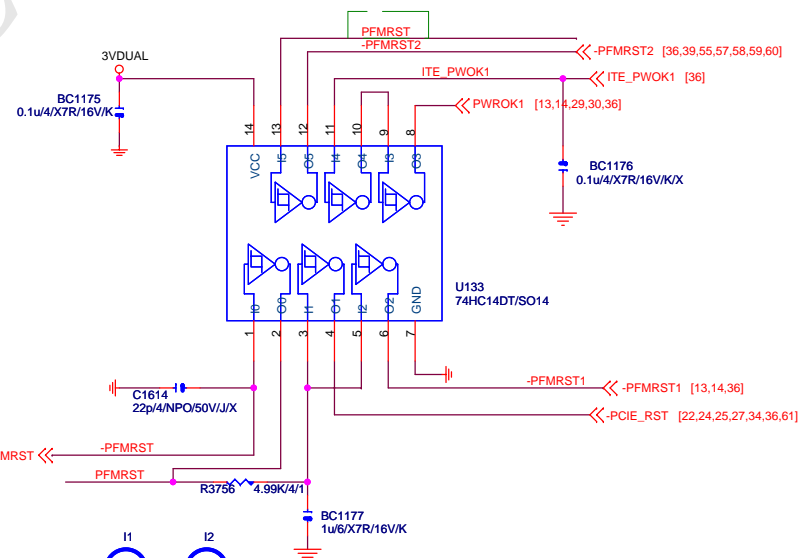 PFMRST
-PFMRST2
-PFMRST2 [36,39,55,57,58,59,60]
3VDUAL
ITE_PWOK1
ITE_PWOK1 [36]
BC1175
0.1u/4/X7R/16V/K
PWROK1 [13,14,29,30,36]
14
13
12
11
10
9
8
VCC
I5
O5
I4
O4
I3
O3
BC1176
0.1u/4/X7R/16V/K/X
U133
74HC14DT/SO14
I0
O0
I1
O1
I2
O2
GND
1
2
3
4
5
6
7
C1614
22p/4/NPO/50V/J/X
-PFMRST1
-PFMRST1 [13,14,36]
-PCIE_RST [22,24,25,27,34,36,61]
MRST
-PFMRST
PFMRST
R3756
4.99K/4/1
BC1177
1u/6/X7R/16V/K
I1
I2